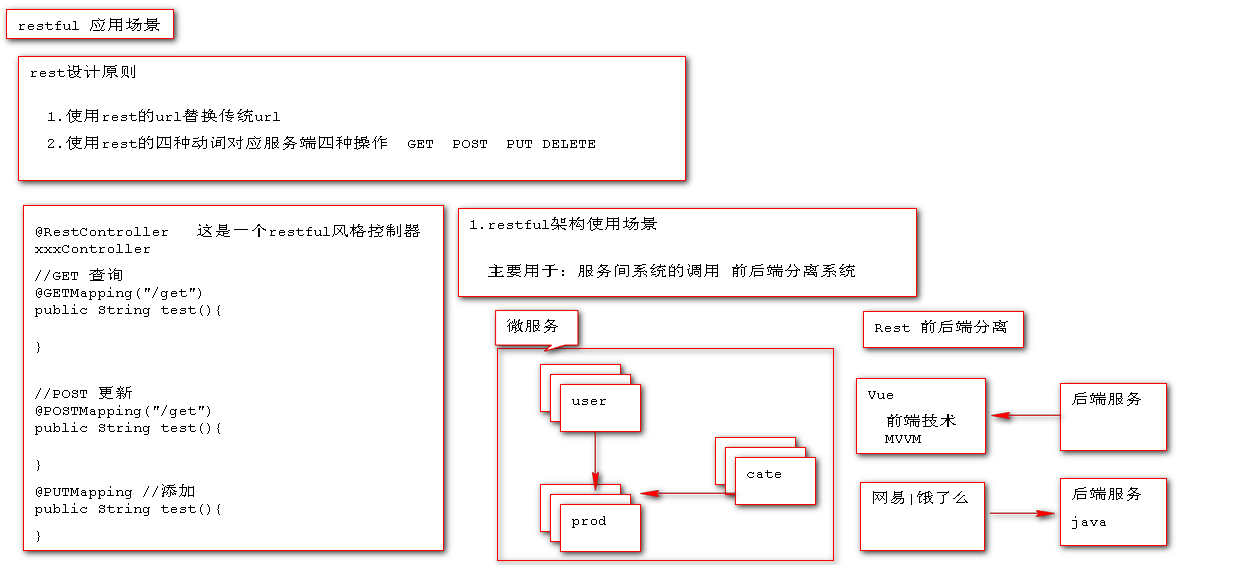 restful 应用场景
rest设计原则
1.使用rest的url替换传统url
2.使用rest的四种动词对应服务端四种操作 GET POST PUT DELETE
@RestController 这是一个restful风格控制器
xxxController
//GET 查询
@GETMapping("/get")
public String test(){
}
//POST 更新
@POSTMapping("/get")
public String test(){
}
@PUTMapping //添加
public String test(){
}
1.restful架构使用场景
主要用于: 服务间系统的调用 前后端分离系统
微服务
user
cate
prod
Rest 前后端分离
Vue
前端技术
MVVM
后端服务
网易|饿了么
后端服务
java